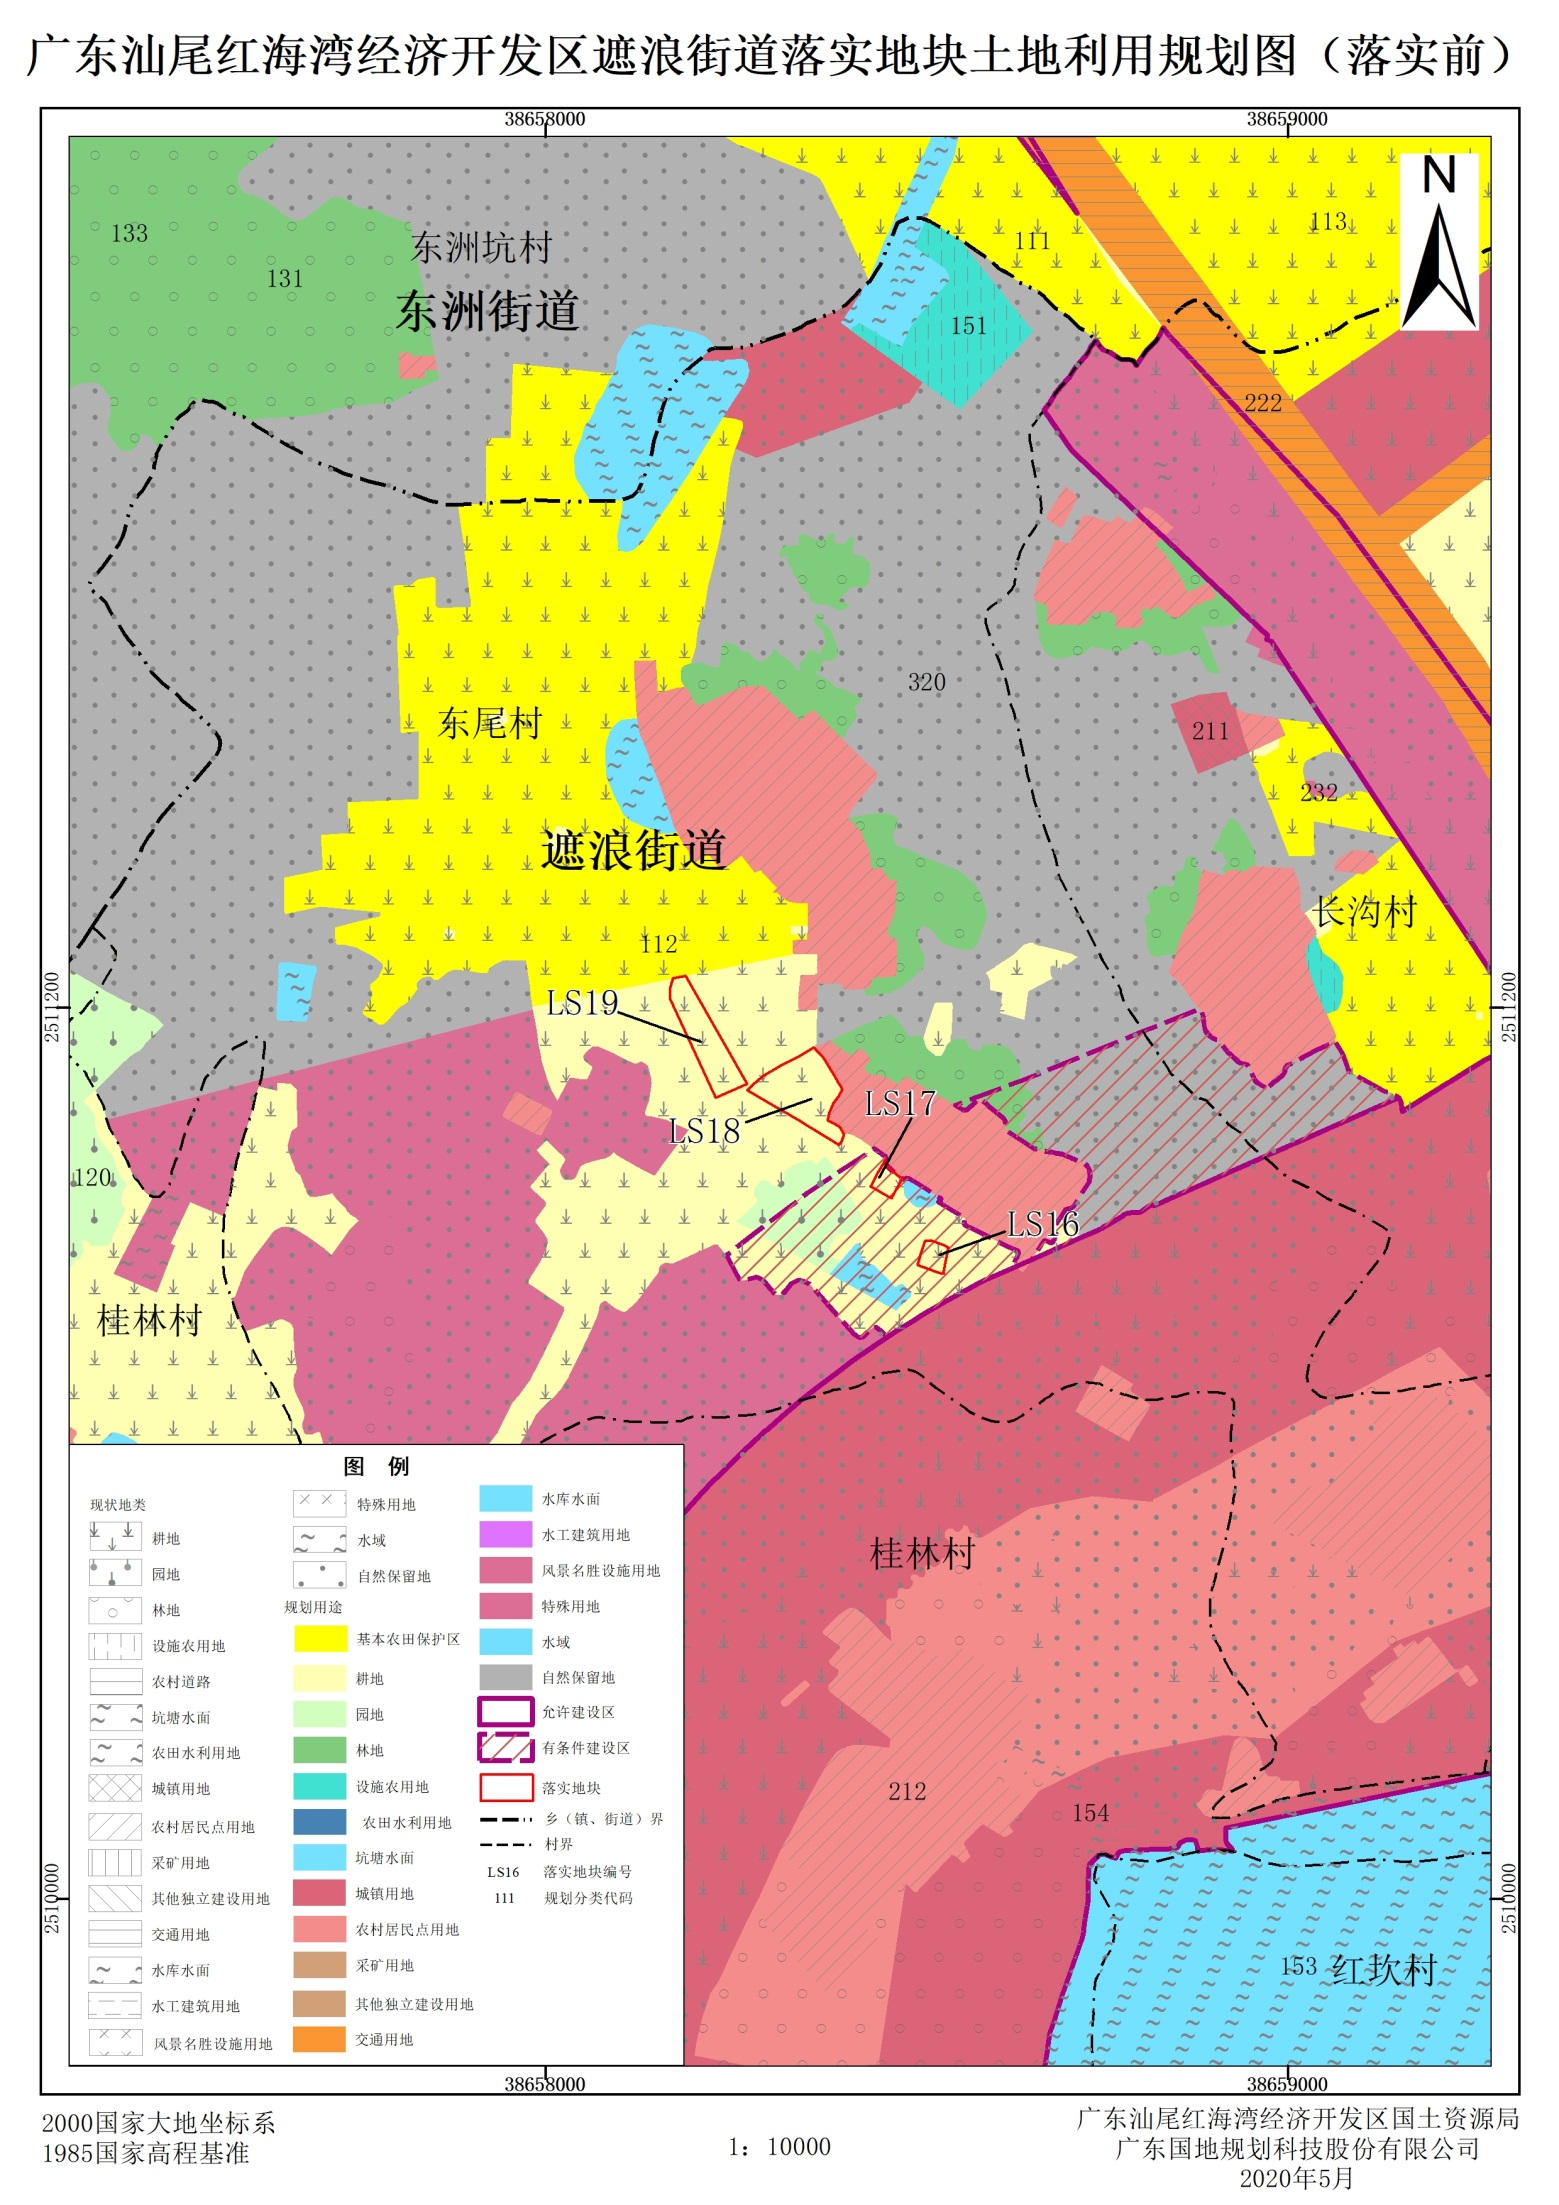 广东汕尾红海湾经济开发区遮浪街道落实地块土地利用规划图（落实前）
38658000
38659000
N
133
131
东洲坑村
东洲街道
111
113
151
222
320
211
232
东尾村
遮浪街道
长沟村
112
2511200
2511200
LS19
LS18
LS17
LS16
120
桂林村
桂林村
212
154
153
红坎村
2510000
2510000
图 例
现状地类
耕地
园地
林地
设施农用地
农村道路
坑塘水面
农田水利用地
城镇用地
农村居民点用地
采矿用地
其他独立建设用地
交通用地
水库水面
水工建筑用地
风景名胜设施用地
特殊用地
水域
自然保留地
规划用途
基本农田保护区
耕地
园地
林地
设施农用地
农田水利用地
坑塘水面
城镇用地
农村居民点用地
采矿用地
其他独立建设用地
交通用地
水库水面
水工建筑用地
风景名胜设施用地
特殊用地
水域
自然保留地
允许建设区
有条件建设区
落实地块
乡（镇、街道）界
村界
LS16 落实地块编号
111 规划分类代码
38658000
38659000
2000国家大地坐标系
1985国家高程基准
1：10000
广东汕尾红海湾经济开发区国土资源局
广东国地规划科技股份有限公司
2020年5月